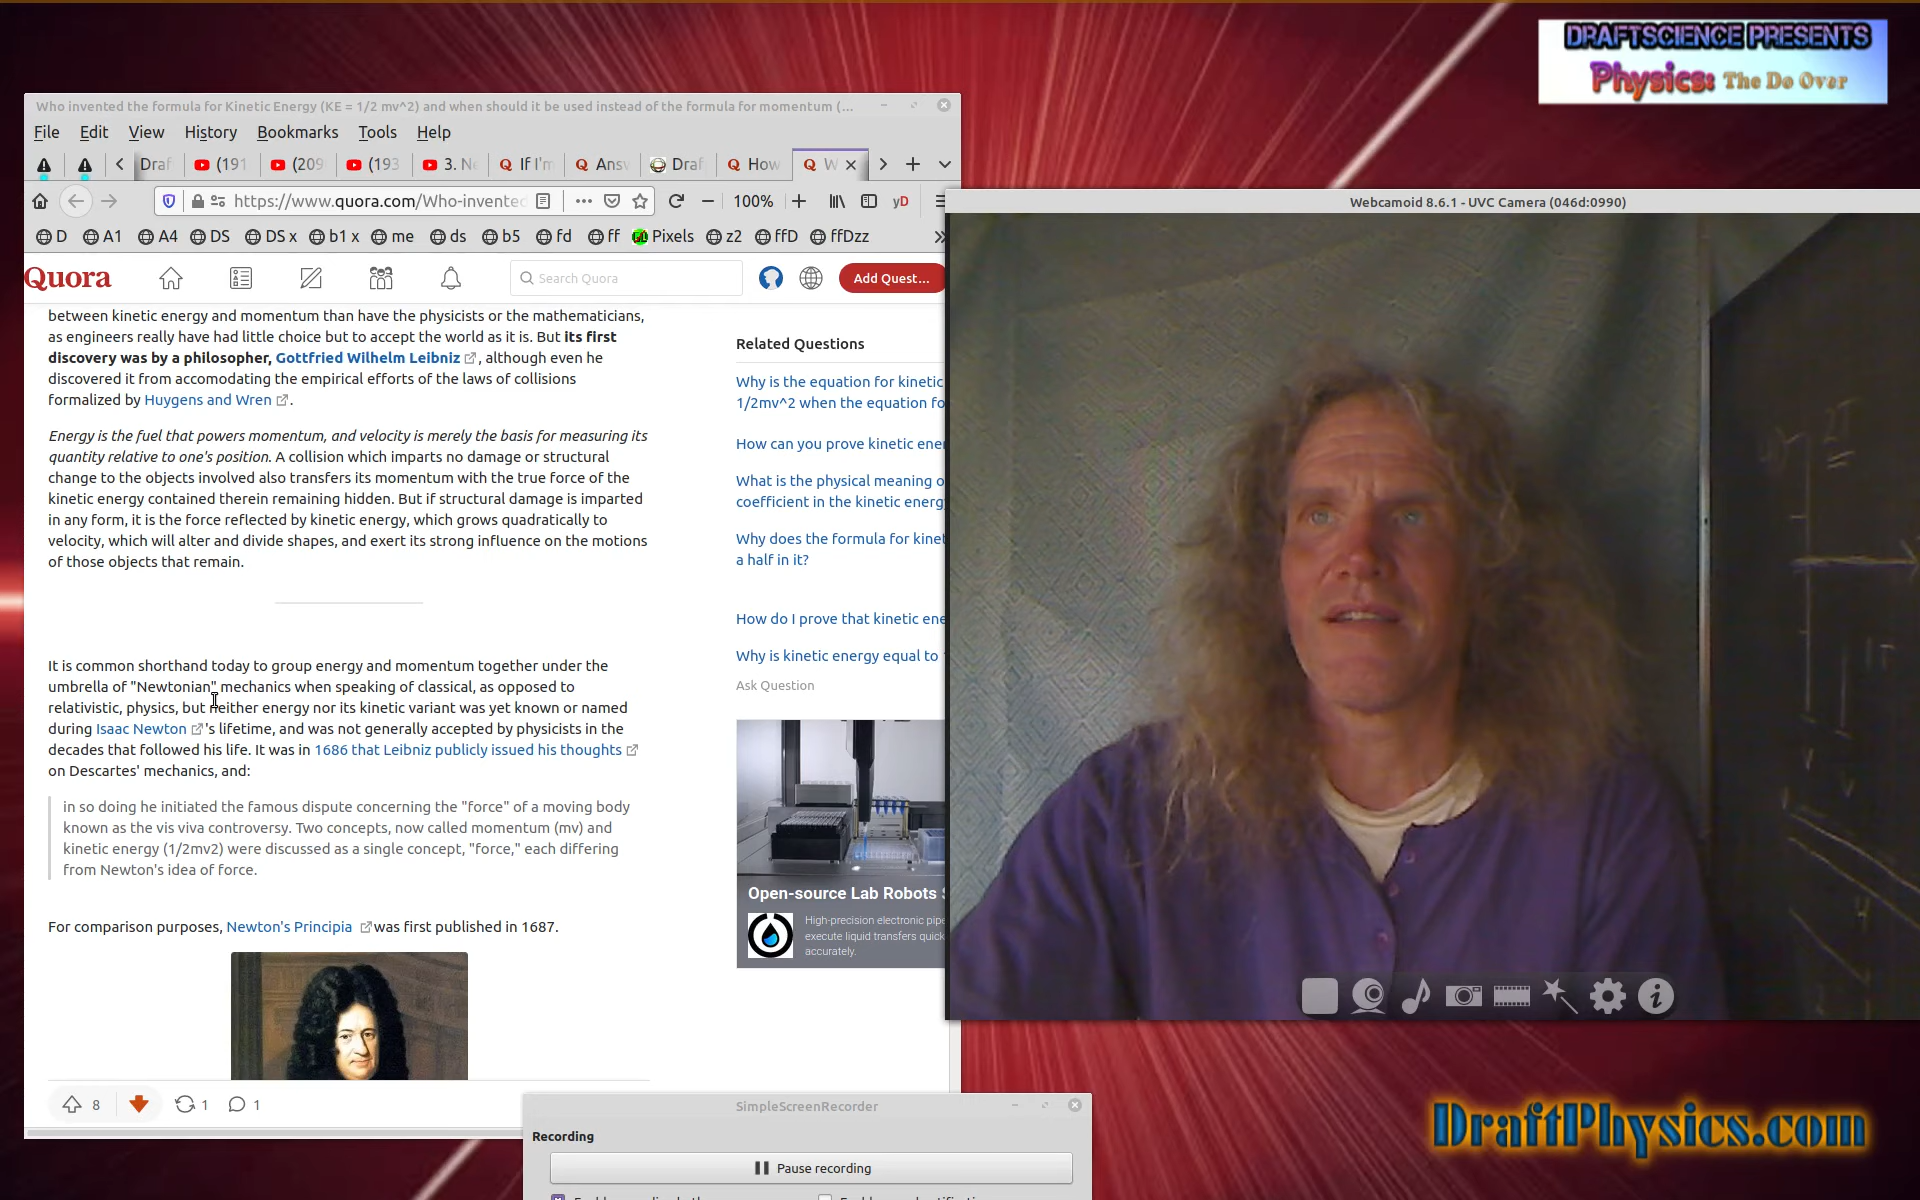 DRAFTSCIENCE PRESENTS
Physics: The Do Over
Who invented the formula for Kinetic Energy (KE = 1/2 mv^2) and when should it be used instead of the formula for momentum (...
File Edit View History Bookmarks Tools Help
Draf (191 (209 (193 3. Ne If I'm Answ Draf How W
https://www.quora.com/Who-invented 100% yD
D A1 A4 DS DS x b1 x me ds b5 fd ff Pixels z2 ffD ffDzz
Webcamoid 8.6.1 - UVC Camera (046d:0990)
Quora Search Quora Add Quest...
between kinetic energy and momentum than have the physicists or the mathematicians,
as engineers really have had little choice but to accept the world as it is. But its first
discovery was by a philosopher, Gottfried Wilhelm Leibniz, although even he
discovered it from accomodating the empirical efforts of the laws of collisions
formalized by Huygens and Wren.
Energy is the fuel that powers momentum, and velocity is merely the basis for measuring its
quantity relative to one's position. A collision which imparts no damage or structural
change to the objects involved also transfers its momentum with the true force of the
kinetic energy contained therein remaining hidden. But if structural damage is imparted
in any form, it is the force reflected by kinetic energy, which grows quadratically to
velocity, which will alter and divide shapes, and exert its strong influence on the motions
of those objects that remain.
It is common shorthand today to group energy and momentum together under the
umbrella of "Newtonian" mechanics when speaking of classical, as opposed to
relativistic, physics, but neither energy nor its kinetic variant was yet known or named
during Isaac Newton's lifetime, and was not generally accepted by physicists in the
decades that followed his life. It was in 1686 that Leibniz publicly issued his thoughts
on Descartes' mechanics, and:
in so doing he initiated the famous dispute concerning the "force" of a moving body
known as the vis viva controversy. Two concepts, now called momentum (mv) and
kinetic energy (1/2mv2) were discussed as a single concept, "force," each differing
from Newton's idea of force.
For comparison purposes, Newton's Principia was first published in 1687.
8 1 1
Related Questions
Why is the equation for kinetic
1/2mv^2 when the equation fo
How can you prove kinetic ener
What is the physical meaning o
coefficient in the kinetic energy
Why does the formula for kinet
a half in it?
How do I prove that kinetic ene
Why is kinetic energy equal to
Ask Question
Open-source Lab Robots S
High-precision electronic pipe
execute liquid transfers quick
accurately.
SimpleScreenRecorder
Recording
Pause recording
DraftPhysics.com